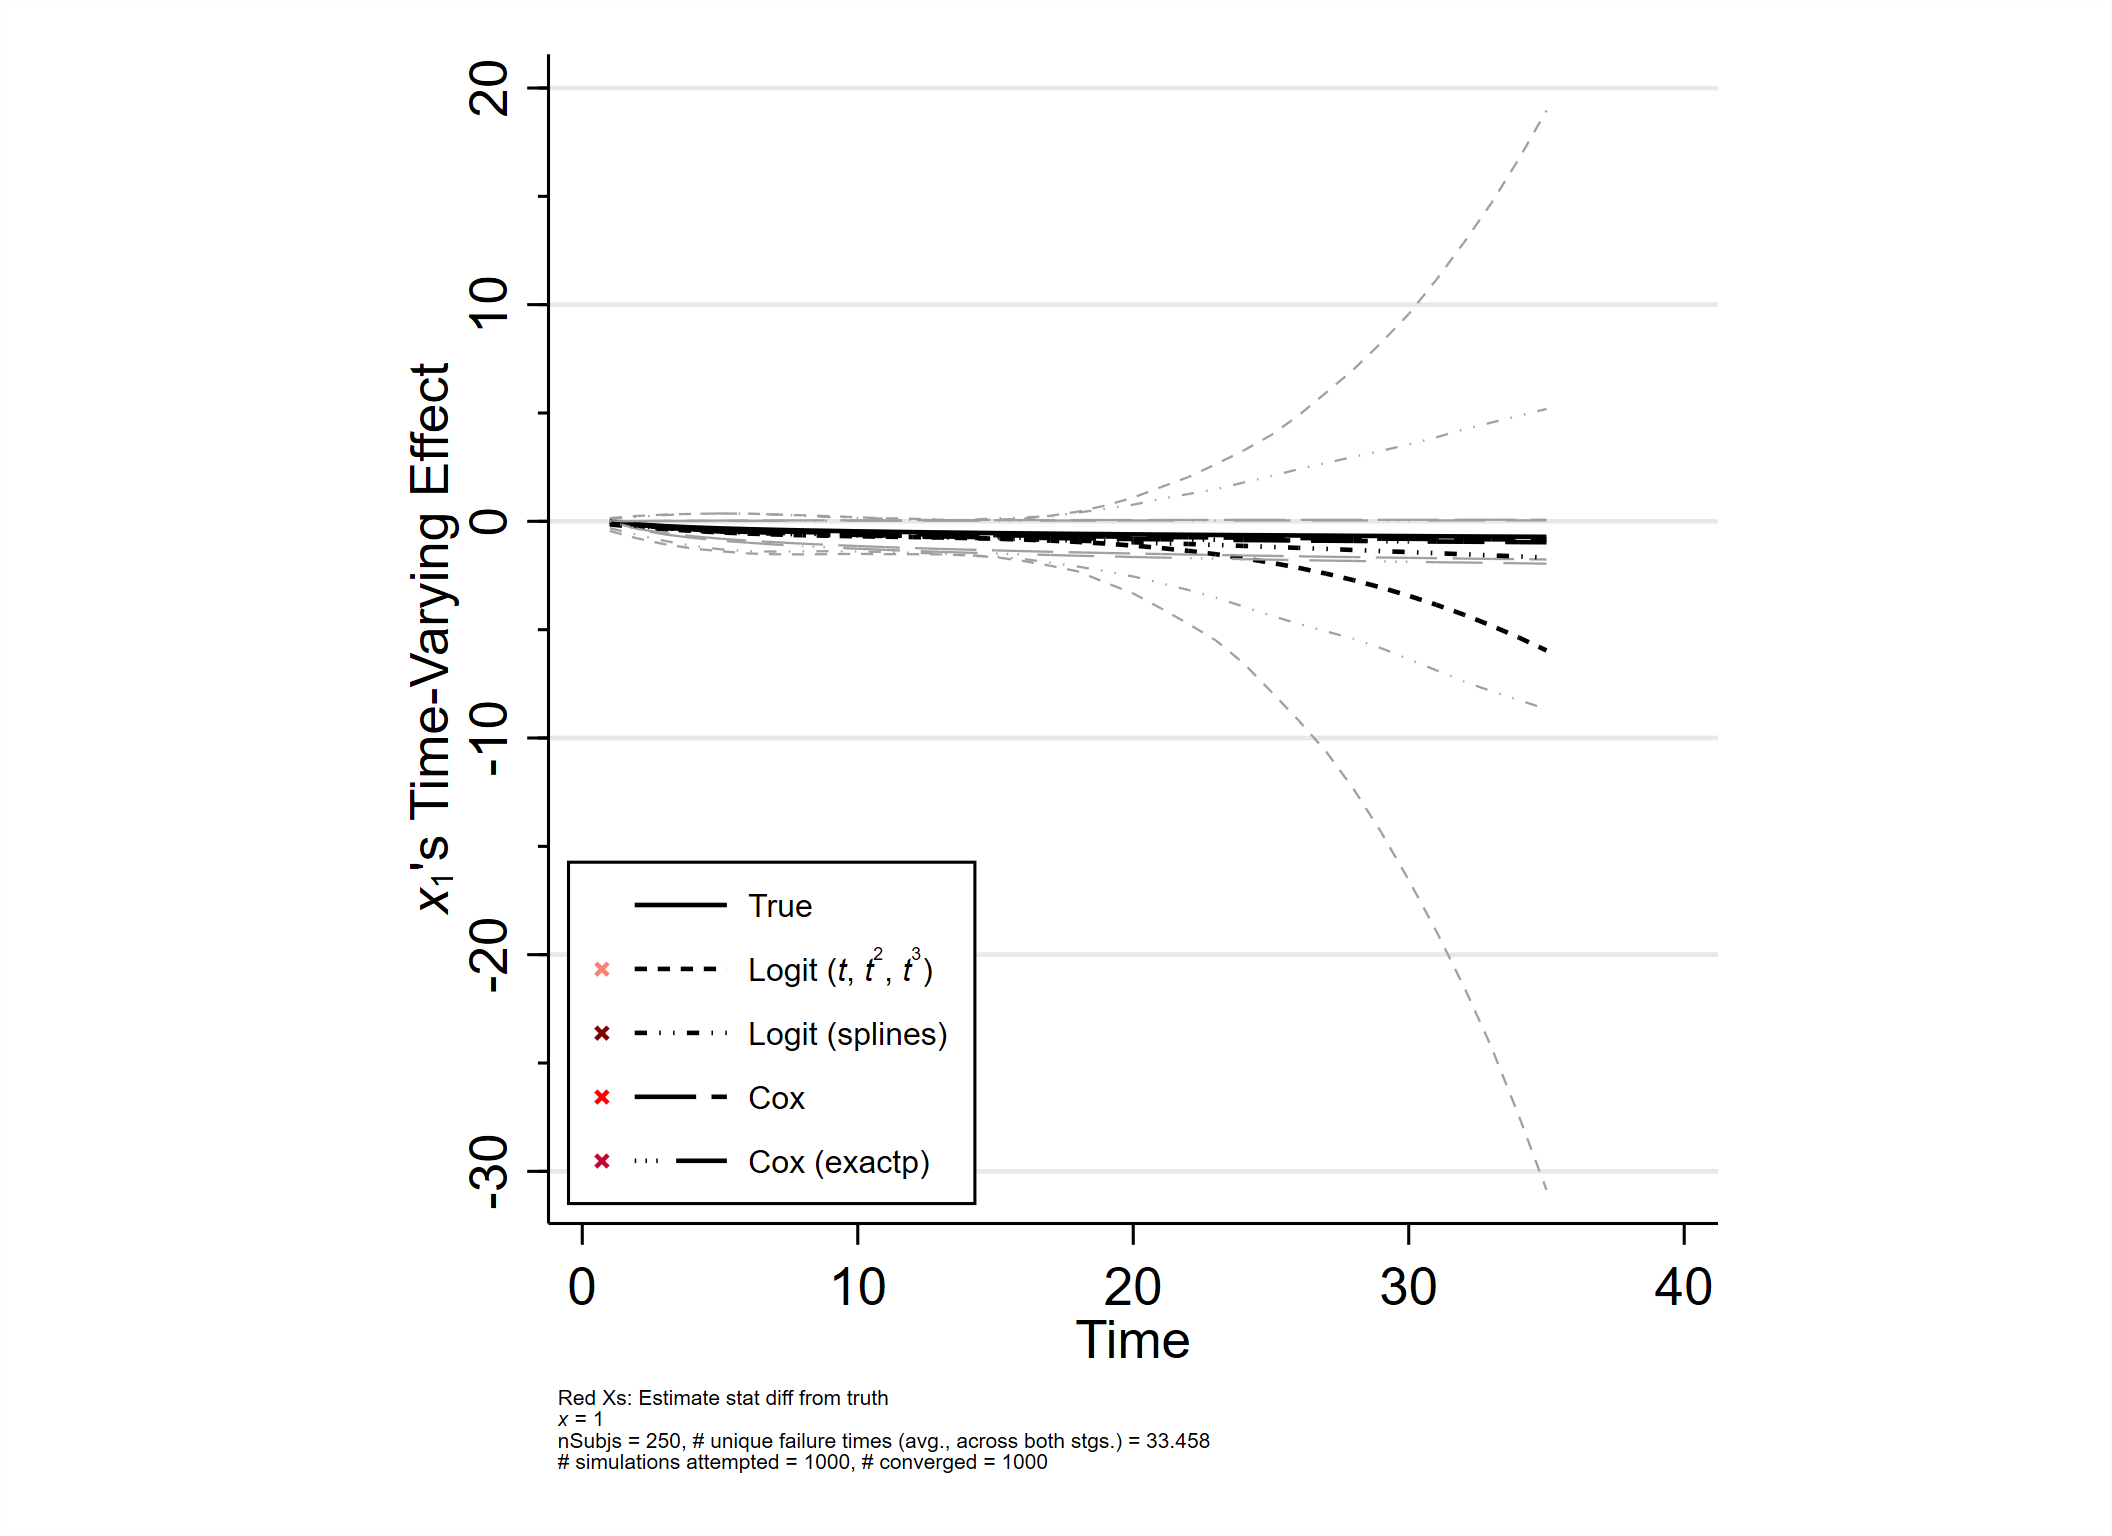 20
10
0
-10
-20
-30
x₁'s Time-Varying Effect
True
Logit (t, t², t³)
Logit (splines)
Cox
Cox (exactp)
0 10 20 30 40
Time
Red Xs: Estimate stat diff from truth
x = 1
nSubjs = 250, # unique failure times (avg., across both stgs.) = 33.458
# simulations attempted = 1000, # converged = 1000